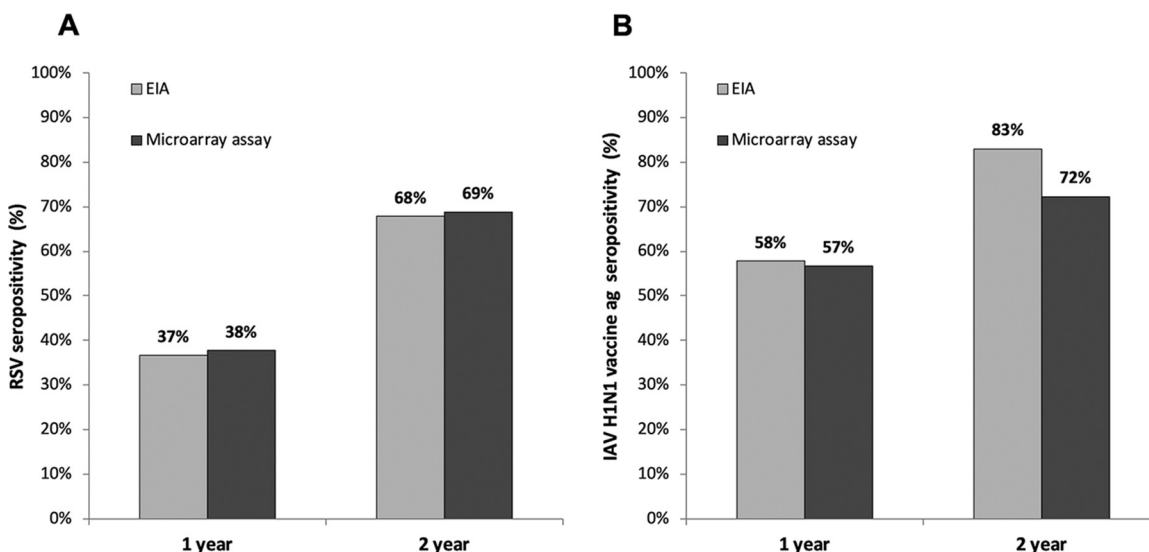 A
RSV seropositivity (%)
100%
90%
80%
70%
60%
50%
40%
30%
20%
10%
0%
EIA
Microarray assay
37%
38%
68%
69%
1 year
2 year
B
IAV H1N1 vaccine ag seropositivity (%)
100%
90%
80%
70%
60%
50%
40%
30%
20%
10%
0%
EIA
Microarray assay
58%
57%
83%
72%
1 year
2 year